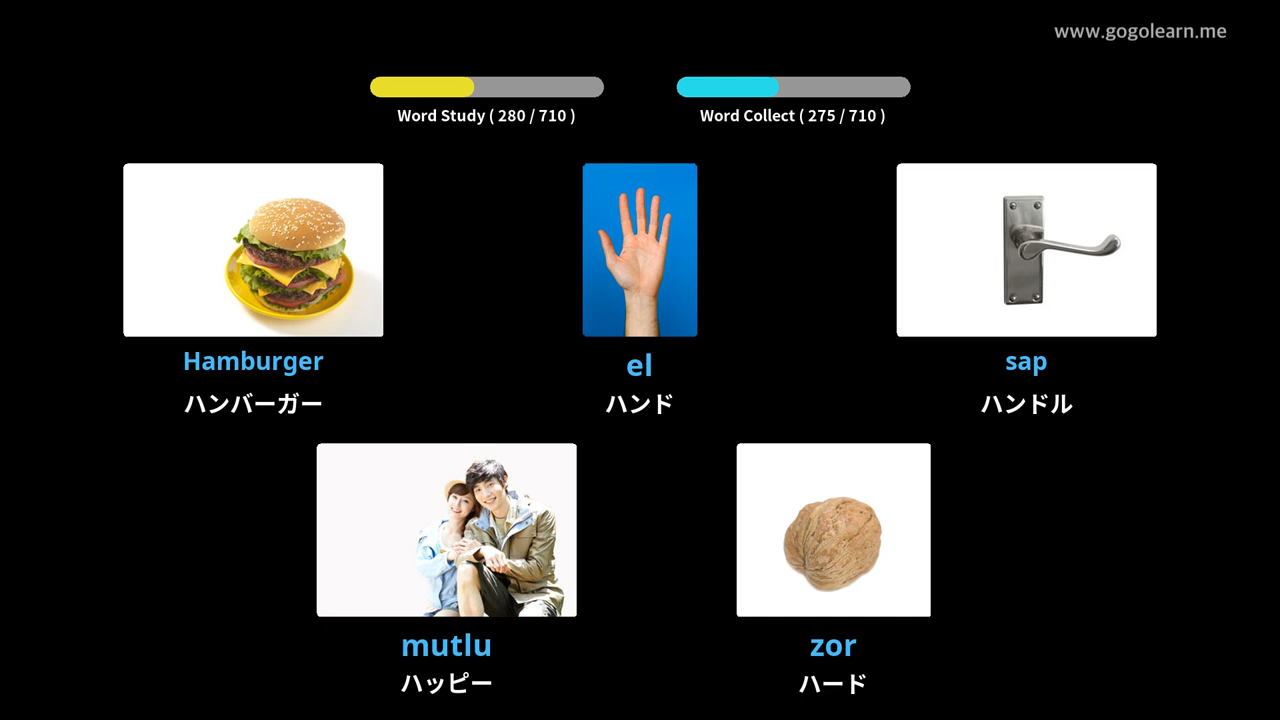 www.gogolearn.me
Word Study ( 280 / 710 )
Word Collect ( 275 / 710 )
Hamburger
ハンバーガー
el
ハンド
sap
ハンドル
mutlu
ハッピー
zor
ハード